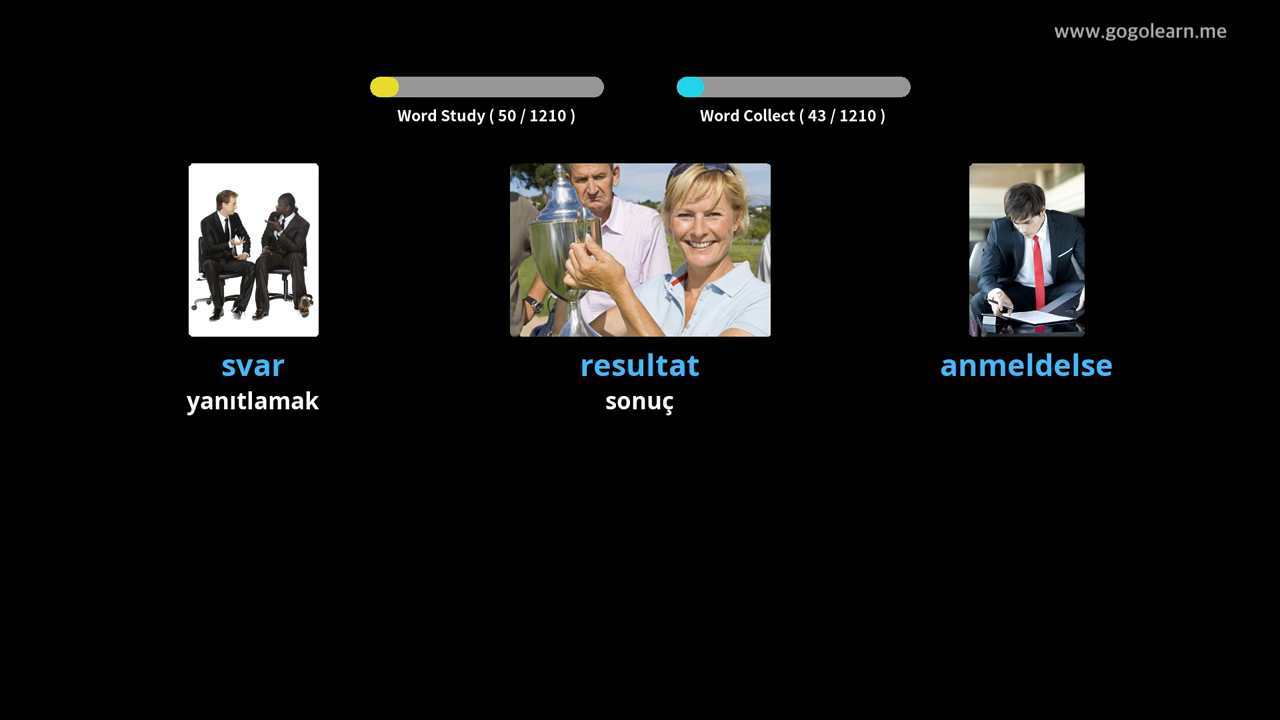 www.gogolearn.me
Word Study ( 50 / 1210 )
Word Collect ( 43 / 1210 )
svar
resultat
anmeldelse
yanıtlamak
sonuç